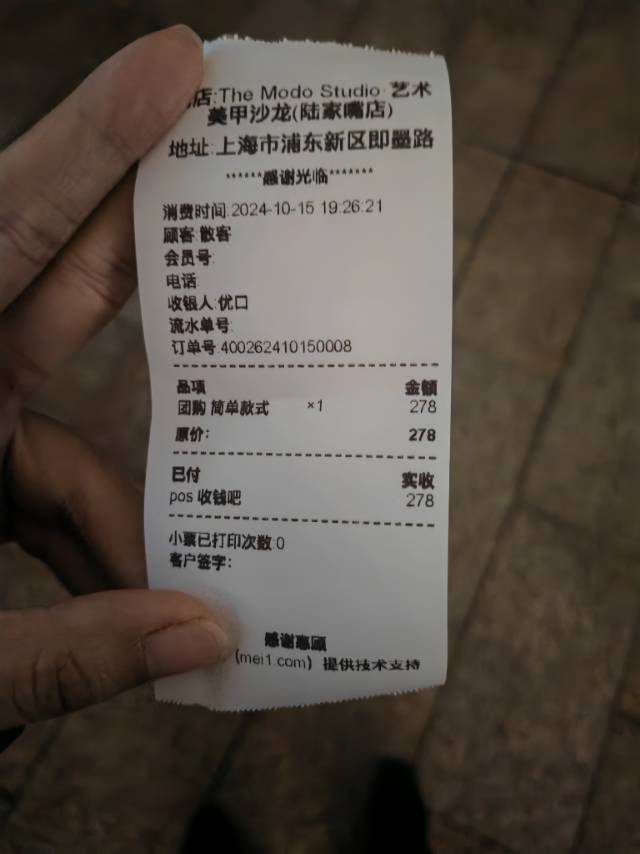 店:The Modo Studio 艺术
美甲沙龙(陆家嘴店)
地址:上海市浦东新区即墨路
******感谢光临*******
消费时间:2024-10-15 19:26:21
顾客:散客
会员号:
电话:
收银人:优口
流水单号:
订单号:400262410150008
品项 金额
团购 简单款式 ×1 278
原价: 278
已付 实收
pos 收钱吧 278
小票已打印次数:0
客户签字:
感谢惠顾
(mei1.com) 提供技术支持